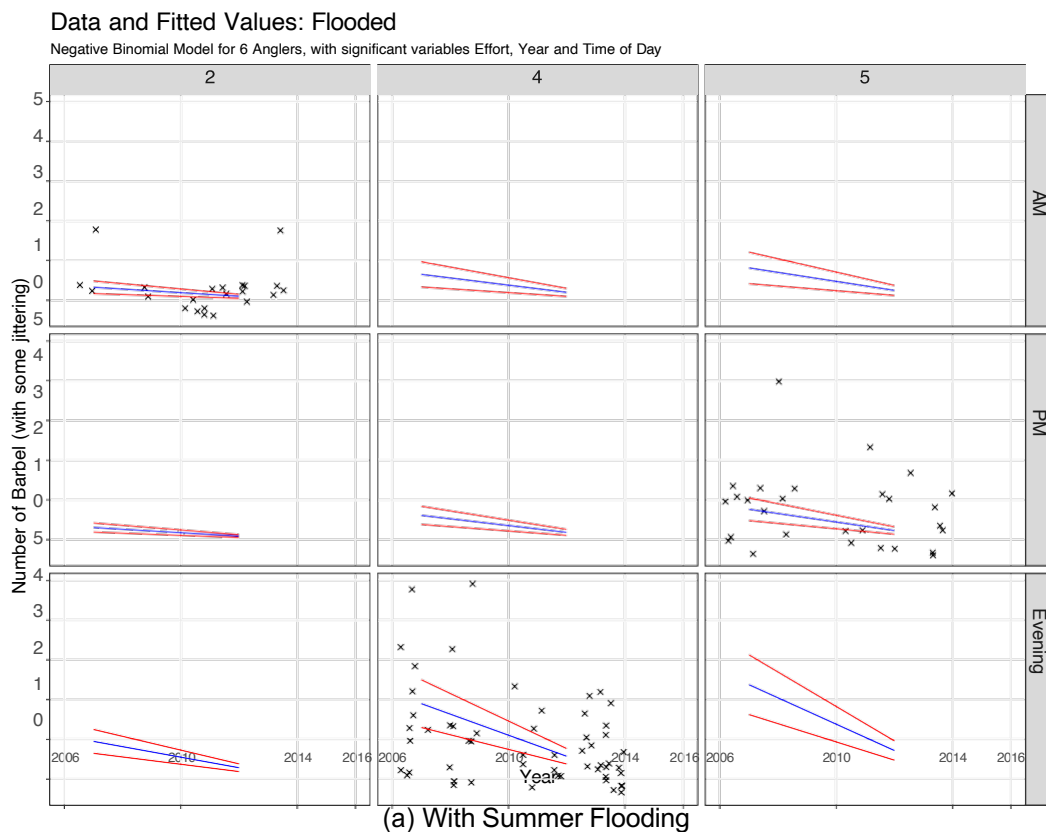 Data and Fitted Values: Flooded
Negative Binomial Model for 6 Anglers, with significant variables Effort, Year and Time of Day
2 4 5
Number of Barbel (with some jittering)
5
4
3
2
1
0
5
AM
4
3
2
1
0
5
PM
4
3
2
1
0
Evening
2006 2010 2014 2016 2006 2010 2014 2016 2006 2010 2014 2016
Year
(a) With Summer Flooding